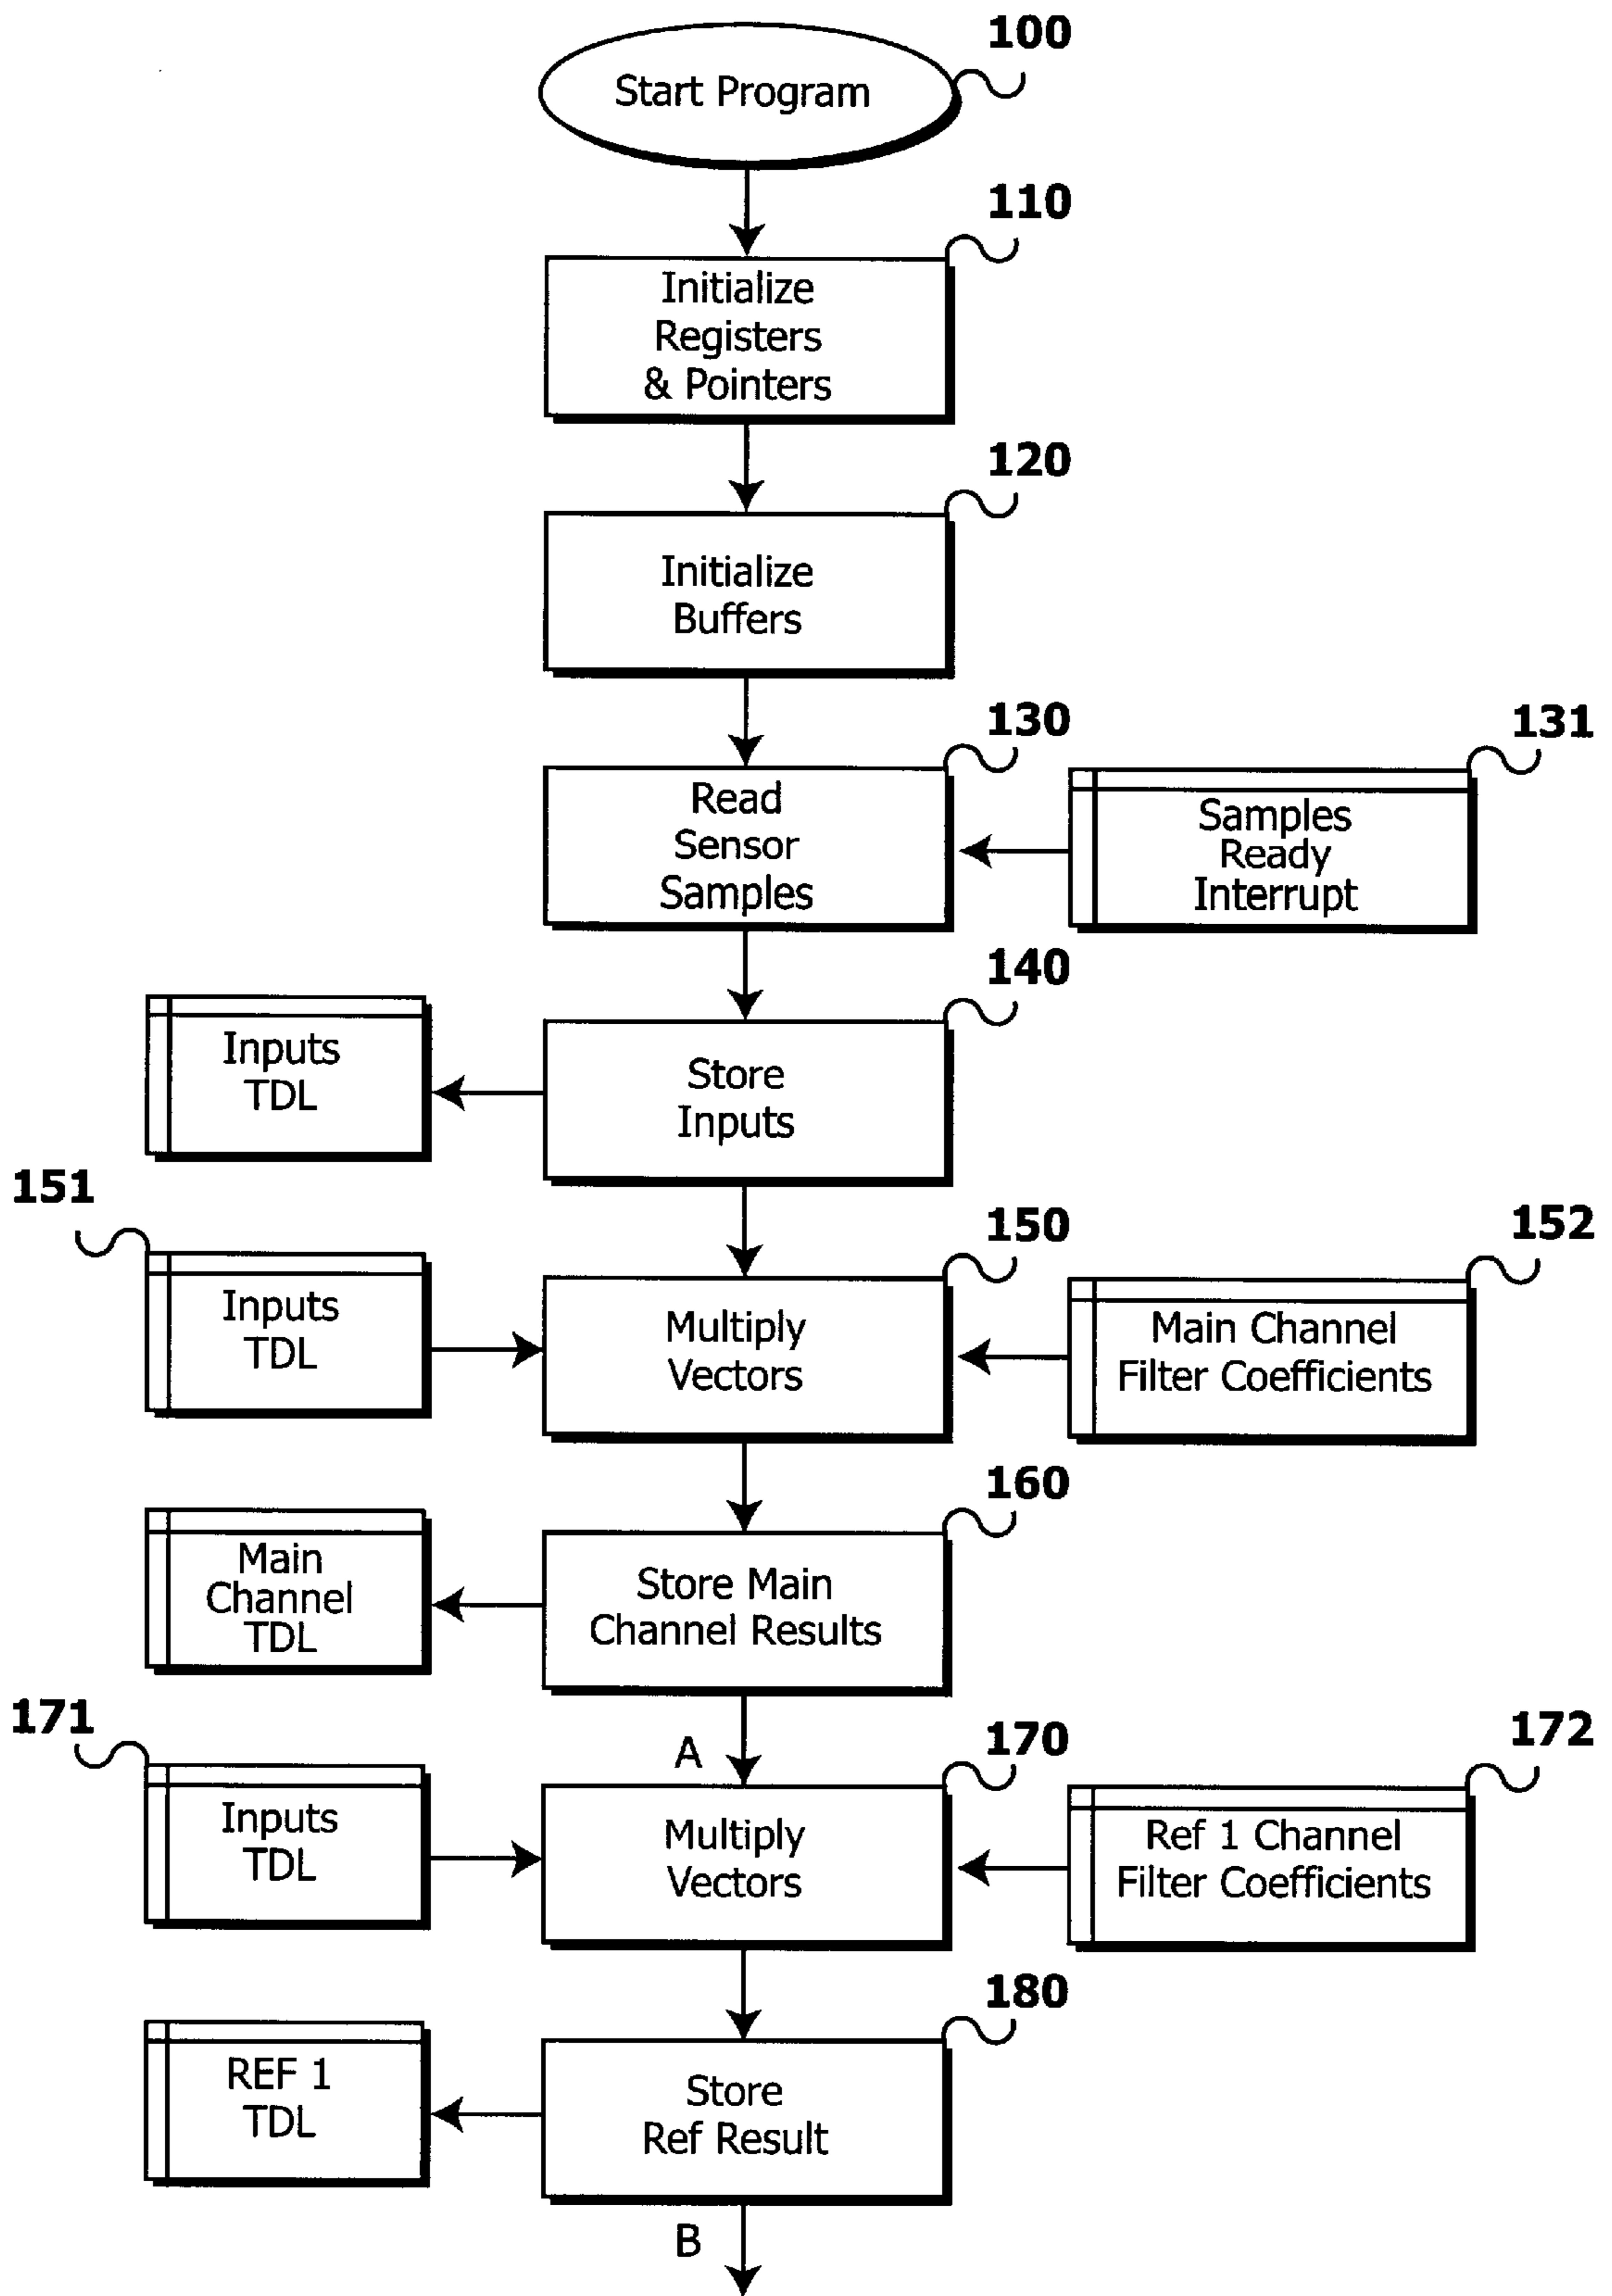 100
Start Program
110
Initialize
Registers
& Pointers
120
Initialize
Buffers
130
131
Read
Sensor
Samples
Samples
Ready
Interrupt
140
Inputs
TDL
Store
Inputs
151
150
152
Inputs
TDL
Multiply
Vectors
Main Channel
Filter Coefficients
160
Main
Channel
TDL
Store Main
Channel Results
171
A
170
172
Inputs
TDL
Multiply
Vectors
Ref 1 Channel
Filter Coefficients
180
REF 1
TDL
Store
Ref Result
B